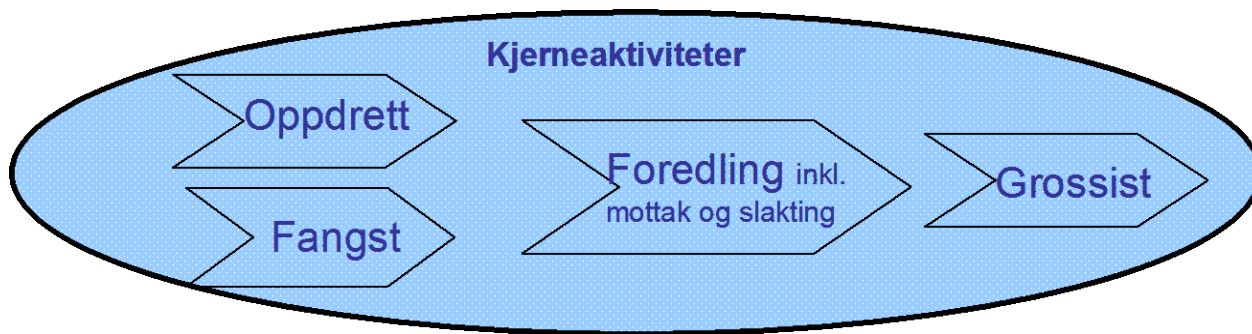 Kjerneaktiviteter
Oppdrett
Fangst
Foredling inkl.
mottak og slakting
Grossist